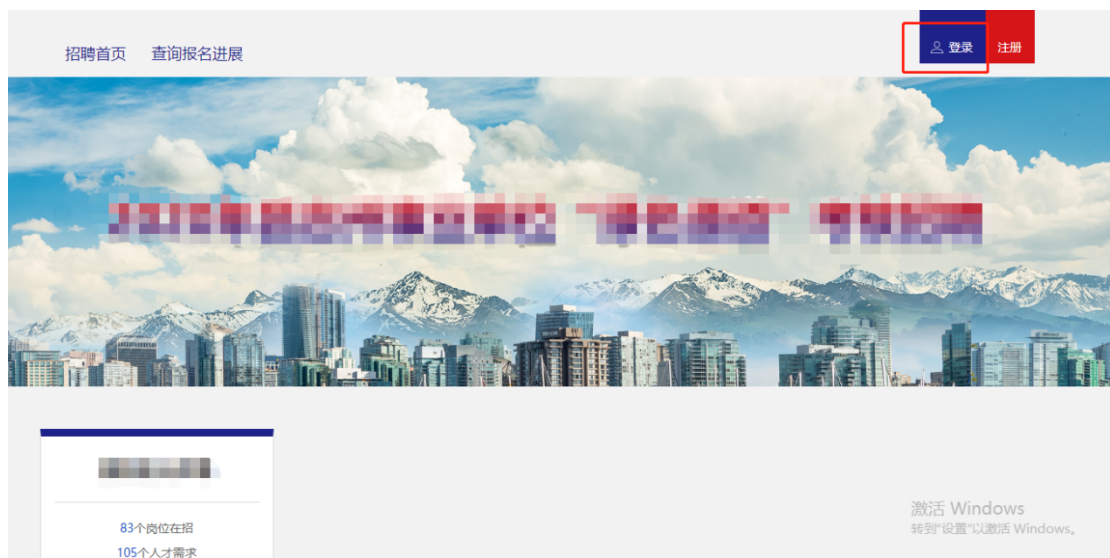 招聘首页 查询报名进展 登录 注册
83个岗位在招
105个人才需求
激活 Windows
转到"设置"以激活 Windows。